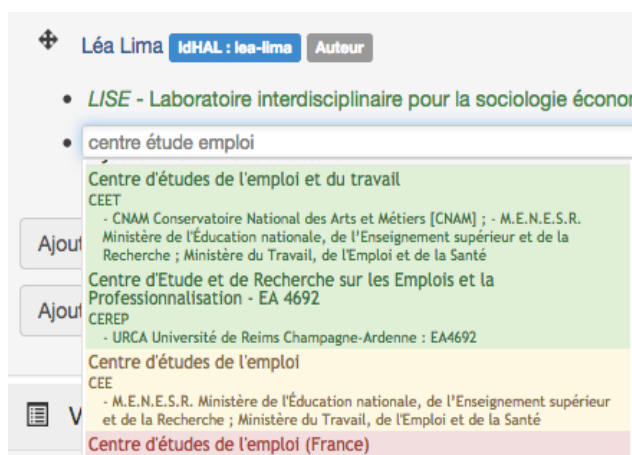 Léa Lima IdHAL : lea-lima Auteur
LISE - Laboratoire interdisciplinaire pour la sociologie écono
centre étude emploi
Centre d'études de l'emploi et du travail
CEET
- CNAM Conservatoire National des Arts et Métiers [CNAM] ; - M.E.N.E.S.R.
Ministère de l'Éducation nationale, de l'Enseignement supérieur et de la
Recherche ; Ministère du Travail, de l'Emploi et de la Santé
Ajout
Centre d'Etude et de Recherche sur les Emplois et la
Professionnalisation - EA 4692
Ajout
CEREP
- URCA Université de Reims Champagne-Ardenne : EA4692
Centre d'études de l'emploi
CEE
- M.E.N.E.S.R. Ministère de l'Éducation nationale, de l'Enseignement supérieur
et de la Recherche ; Ministère du Travail, de l'Emploi et de la Santé
V
Centre d'études de l'emploi (France)